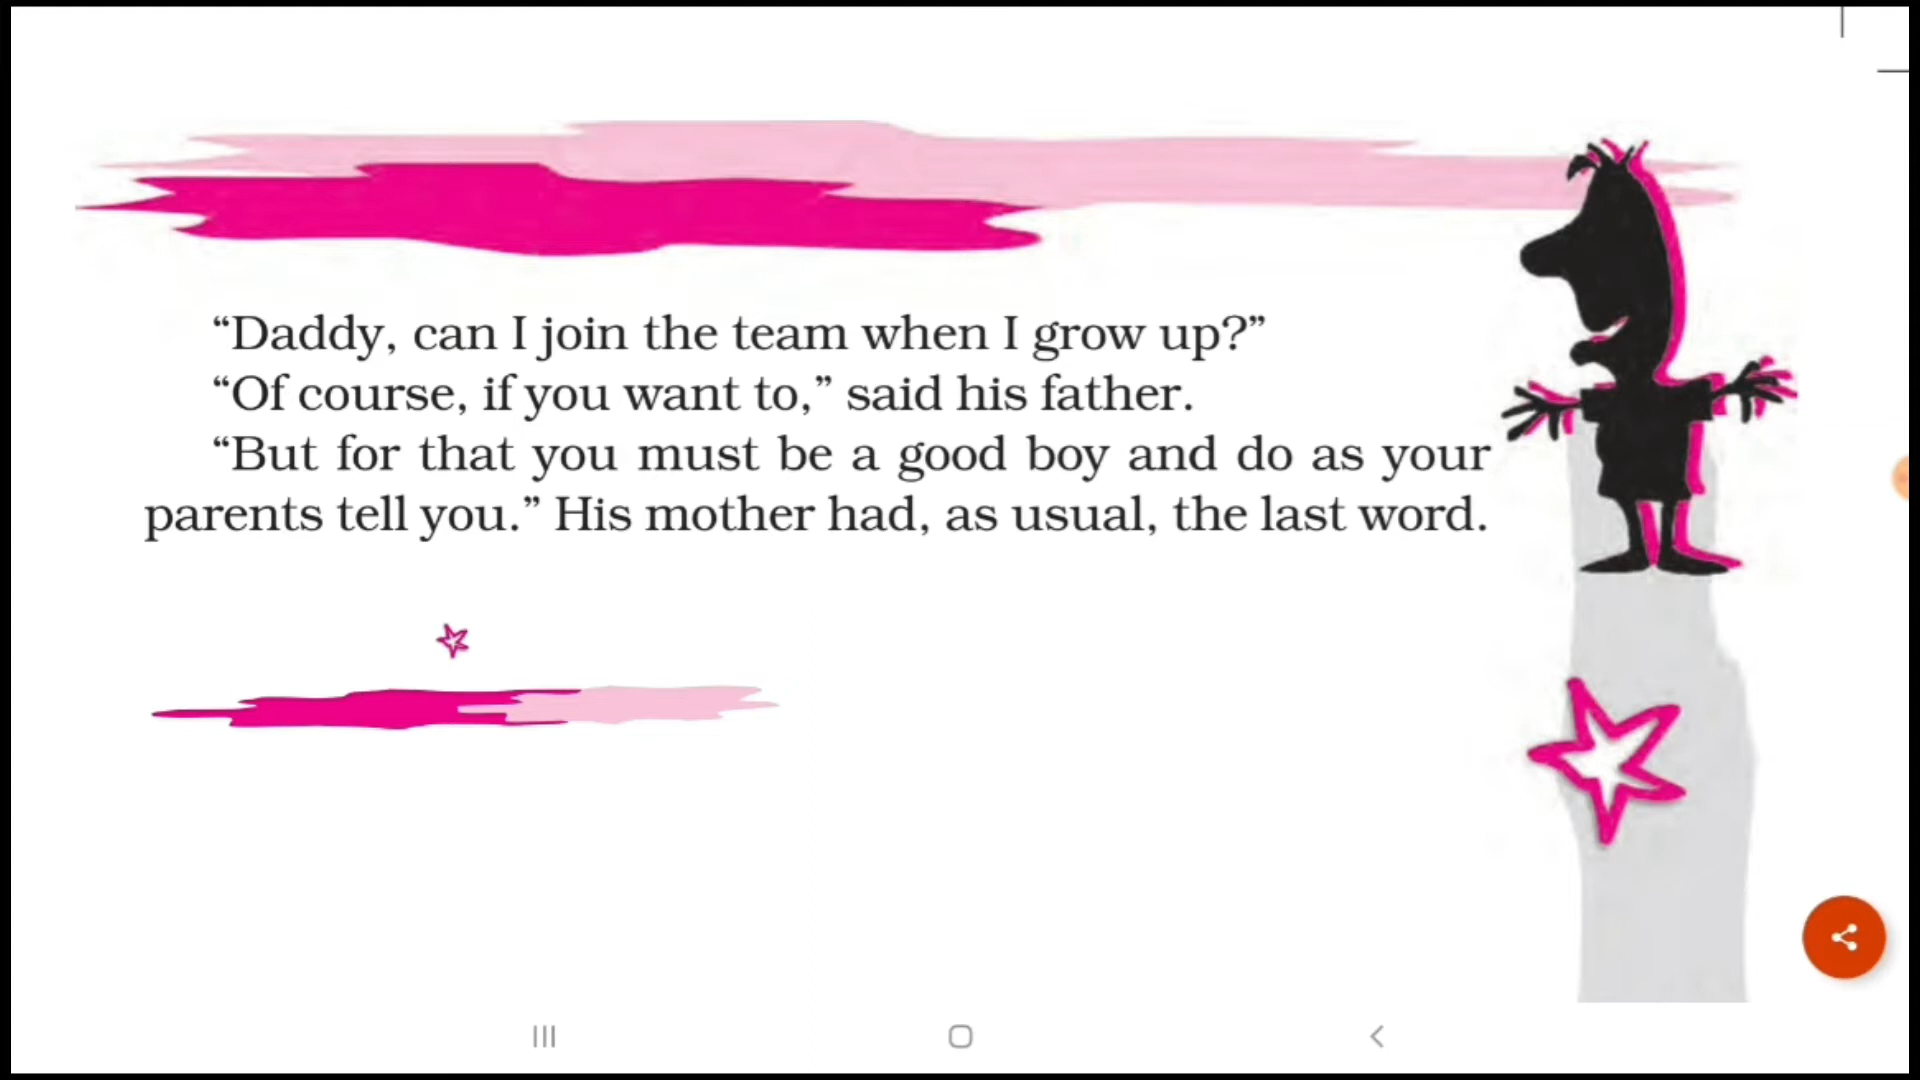 “Daddy, can I join the team when I grow up?”
“Of course, if you want to,” said his father.
“But for that you must be a good boy and do as your
parents tell you.” His mother had, as usual, the last word.